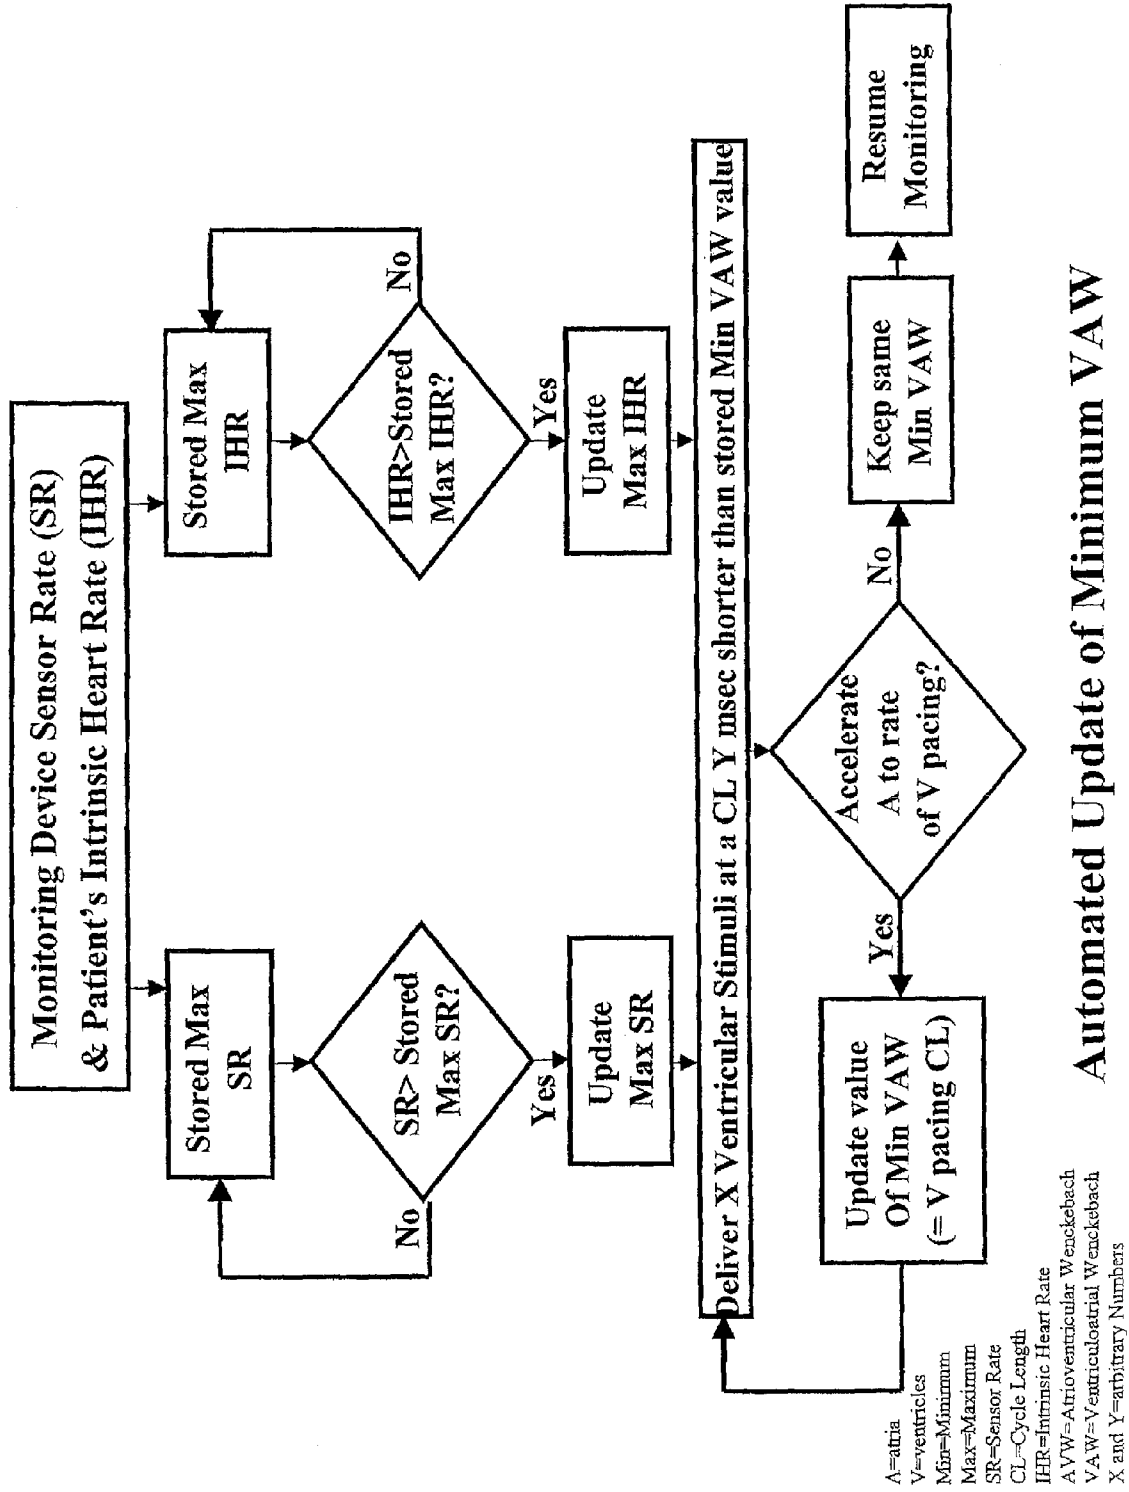 Monitoring Device Sensor Rate (SR)
& Patient's Intrinsic Heart Rate (IHR)
Stored Max
SR
Stored Max
IHR
SR> Stored
Max SR?
No
Yes
IHR>Stored
Max IHR?
No
Yes
Update
Max SR
Update
Max IHR
Deliver X Ventricular Stimuli at a CL Y msec shorter than stored Min VAW value
Accelerate
A to rate
of V pacing?
Yes
No
Update value
Of Min VAW
(= V pacing CL)
Keep same
Min VAW
Resume
Monitoring
A=atria
V=ventricles
Min=Minimum
Max=Maximum
SR=Sensor Rate
CL=Cycle Length
IHR=Intrinsic Heart Rate
AVW=Atrioventricular Wenckebach
VAW=Ventriculoatrial Wenckebach
X and Y=arbitrary Numbers
Automated Update of Minimum VAW